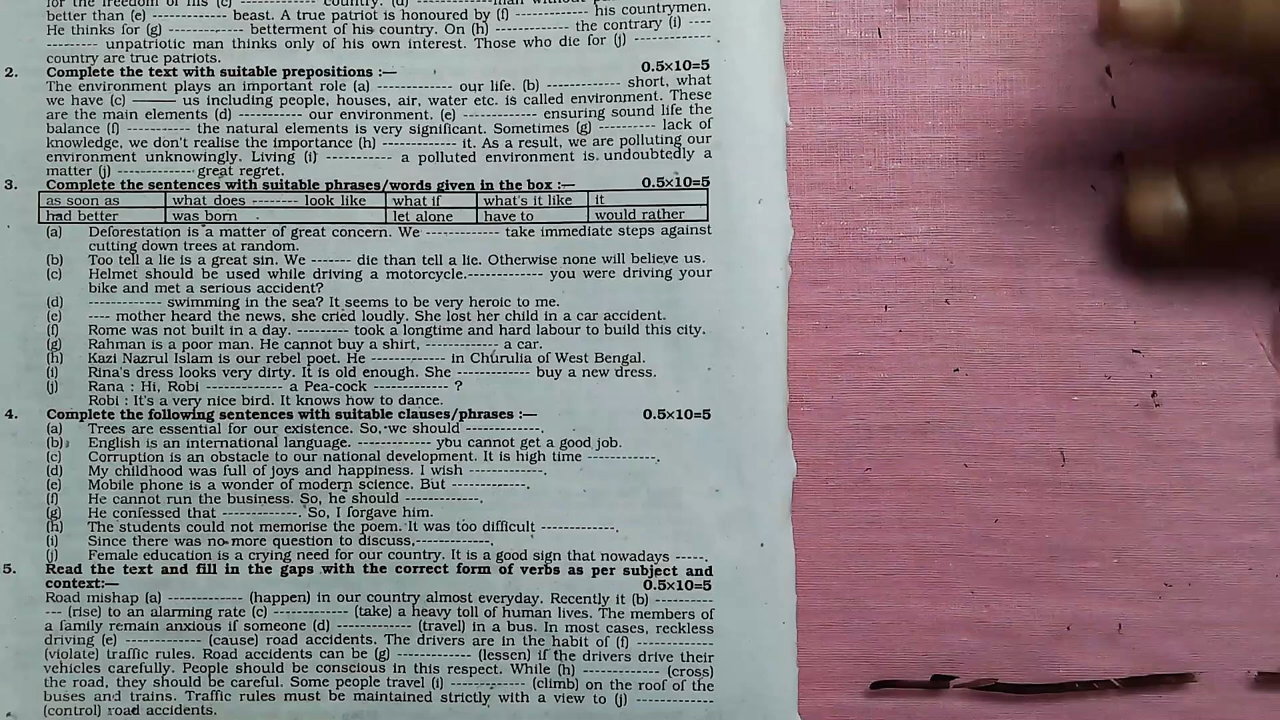 for the freedom of his (c) ------------ country. (d) ------------man without
better than (e) ------------ beast. A true patriot is honoured by (f) ------------ his countrymen.
He thinks for (g) ------------ betterment of his country. On (h) ------------ the contrary (i) ----
-------- unpatriotic man thinks only of his own interest. Those who die for (j) ------------
country are true patriots.
2. Complete the text with suitable prepositions :— 0.5×10=5
The environment plays an important role (a) ------------ our life. (b) ------------ short, what
we have (c) ——— us including people, houses, air, water etc. is called environment. These
are the main elements (d) ---------- our environment. (e) ------------ ensuring sound life the
balance (f) ---------- the natural elements is very significant. Sometimes (g) --------- lack of
knowledge, we don't realise the importance (h) ------------ it. As a result, we are polluting our
environment unknowingly. Living (i) ----------- a polluted environment is undoubtedly a
matter (j) ------------ great regret.
3. Complete the sentences with suitable phrases/words given in the box :— 0.5×10=5
as soon as what does -------- look like what if what's it like it
had better was born let alone have to would rather
(a) Deforestation is a matter of great concern. We ------------ take immediate steps against
cutting down trees at random.
(b) Too tell a lie is a great sin. We ------ die than tell a lie. Otherwise none will believe us.
(c) Helmet should be used while driving a motorcycle.------------ you were driving your
bike and met a serious accident?
(d) ------------ swimming in the sea? It seems to be very heroic to me.
(e) ---- mother heard the news, she cried loudly. She lost her child in a car accident.
(f) Rome was not built in a day. -------- took a longtime and hard labour to build this city.
(g) Rahman is a poor man. He cannot buy a shirt, ------------ a car.
(h) Kazi Nazrul Islam is our rebel poet. He ------------ in Churulia of West Bengal.
(i) Rina's dress looks very dirty. It is old enough. She ------------ buy a new dress.
(j) Rana : Hi, Robi ------------ a Pea-cock ------------ ?
Robi : It's a very nice bird. It knows how to dance.
4. Complete the following sentences with suitable clauses/phrases :— 0.5×10=5
(a) Trees are essential for our existence. So, we should ------------.
(b) English is an international language. ------------ you cannot get a good job.
(c) Corruption is an obstacle to our national development. It is high time -----------.
(d) My childhood was full of joys and happiness. I wish ------------.
(e) Mobile phone is a wonder of modern science. But ------------.
(f) He cannot run the business. So, he should ------------.
(g) He confessed that ------------. So, I forgave him.
(h) The students could not memorise the poem. It was too difficult ------------.
(i) Since there was no more question to discuss,------------.
(j) Female education is a crying need for our country. It is a good sign that nowadays -----.
5. Read the text and fill in the gaps with the correct form of verbs as per subject and
context:— 0.5×10=5
Road mishap (a) ------------ (happen) in our country almost everyday. Recently it (b) ---------
--- (rise) to an alarming rate (c) ------------ (take) a heavy toll of human lives. The members of
a family remain anxious if someone (d) ------------ (travel) in a bus. In most cases, reckless
driving (e) ------------ (cause) road accidents. The drivers are in the habit of (f) ------------
(violate) traffic rules. Road accidents can be (g) ------------ (lessen) if the drivers drive their
vehicles carefully. People should be conscious in this respect. While (h) ------------ (cross)
the road, they should be careful. Some people travel (i) ------------ (climb) on the roof of the
buses and trains. Traffic rules must be maintained strictly with a view to (j) ------------
(control) road accidents.